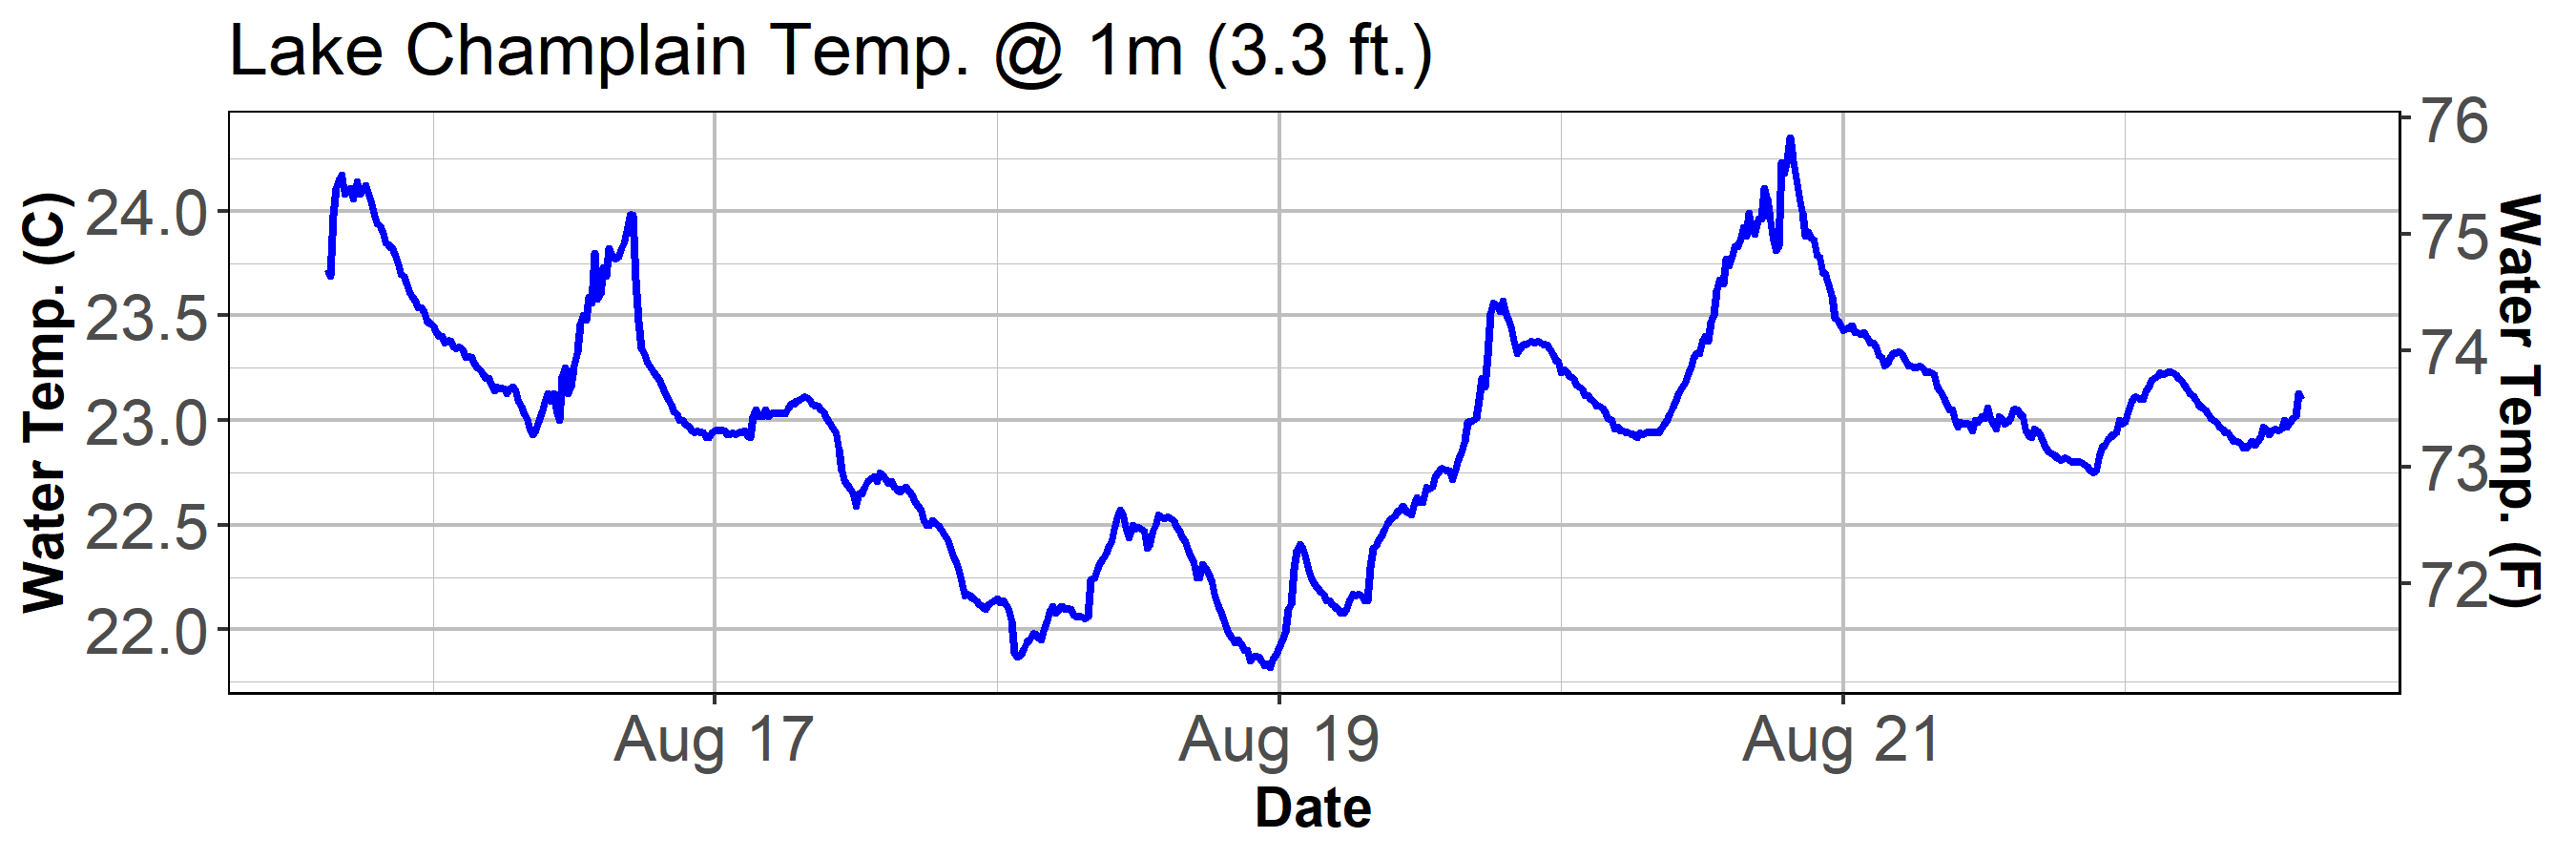 Lake Champlain Temp. @ 1m (3.3 ft.)
Water Temp. (C)
24.0
23.5
23.0
22.5
22.0
76
75
74
73
72
Water Temp. (F)
Aug 17
Aug 19
Aug 21
Date